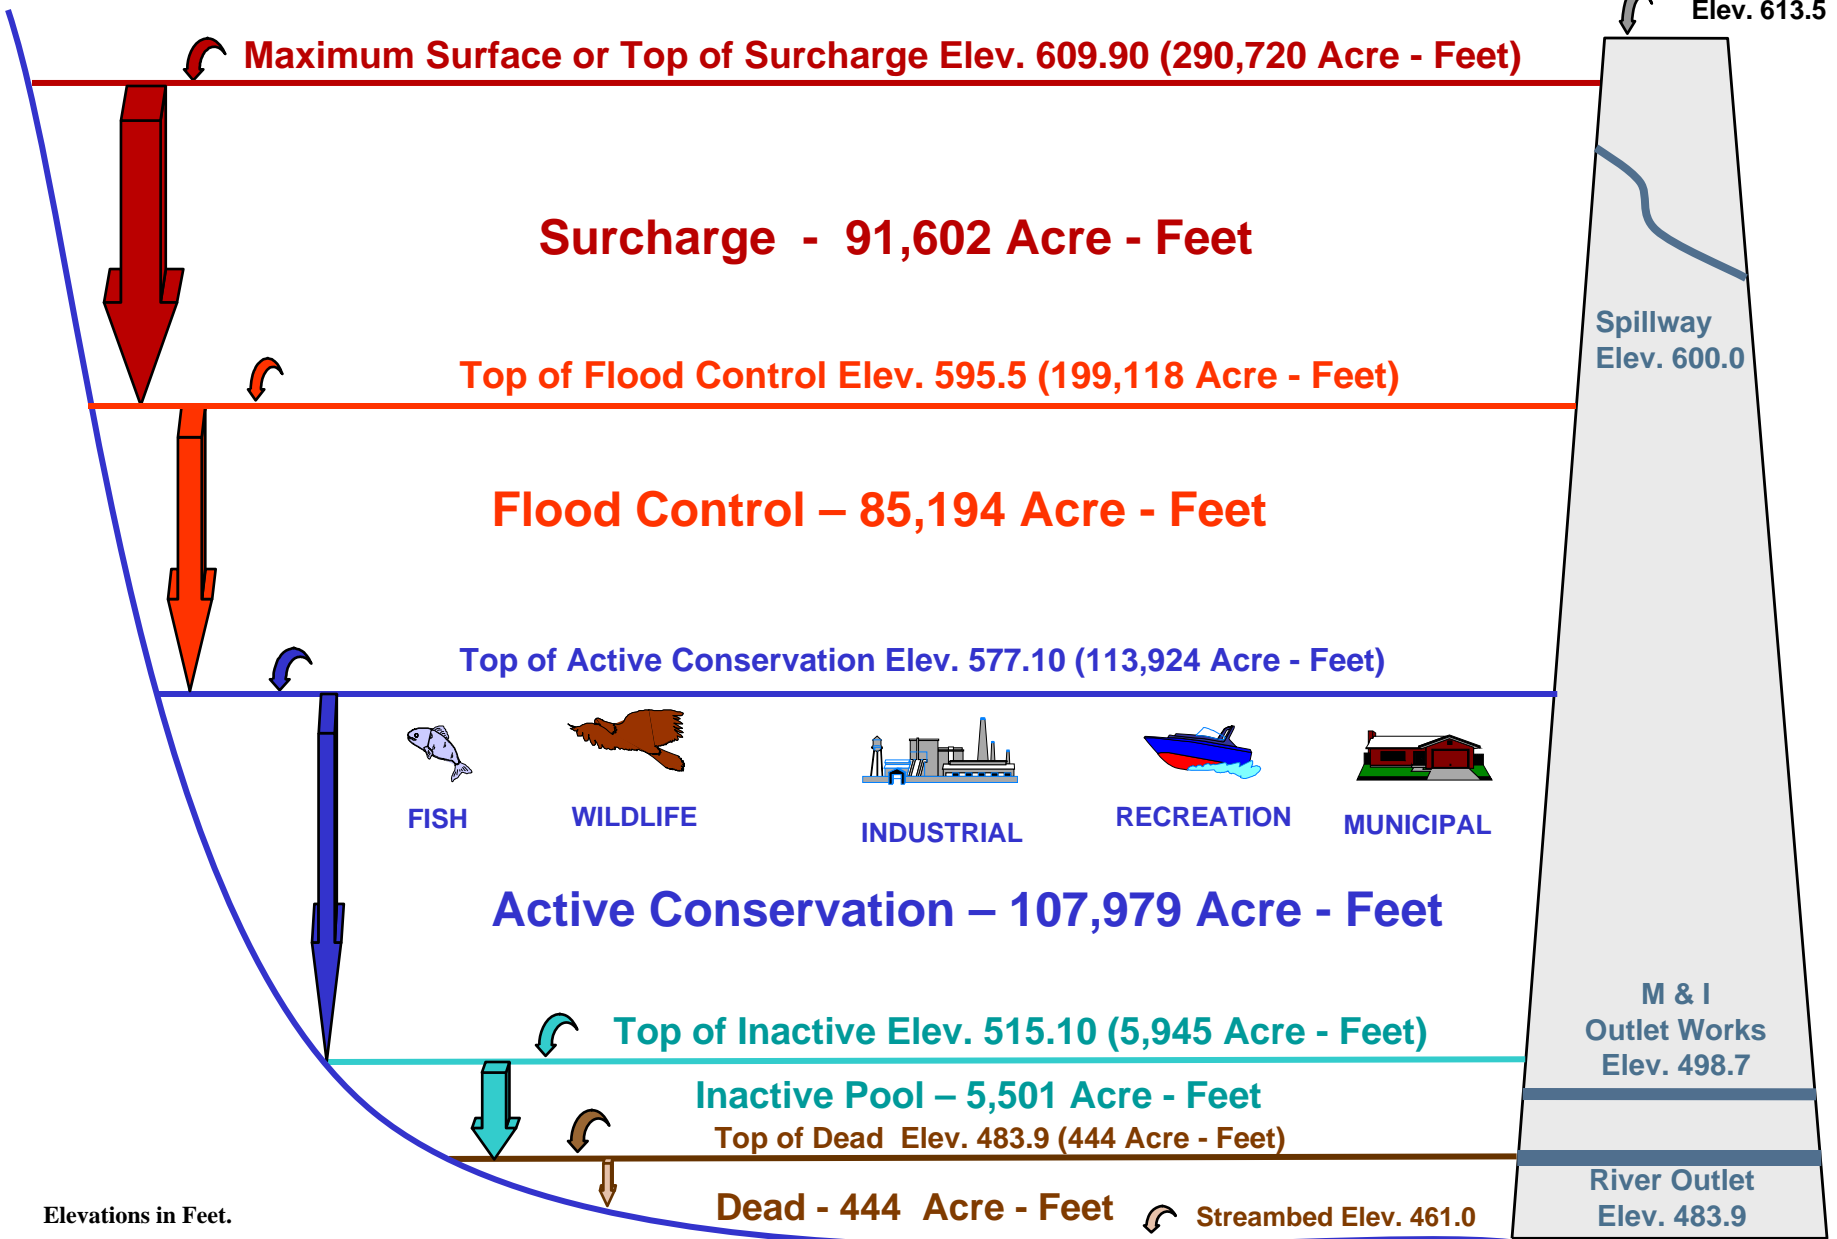 Elev. 613.5
Maximum Surface or Top of Surcharge Elev. 609.90 (290,720 Acre - Feet)
Surcharge - 91,602 Acre - Feet
Spillway
Elev. 600.0
Top of Flood Control Elev. 595.5 (199,118 Acre - Feet)
Flood Control – 85,194 Acre - Feet
Top of Active Conservation Elev. 577.10 (113,924 Acre - Feet)
FISH
WILDLIFE
INDUSTRIAL
RECREATION
MUNICIPAL
Active Conservation – 107,979 Acre - Feet
M & I
Outlet Works
Elev. 498.7
Top of Inactive Elev. 515.10 (5,945 Acre - Feet)
Inactive Pool – 5,501 Acre - Feet
Top of Dead Elev. 483.9 (444 Acre - Feet)
Dead - 444 Acre - Feet
Streambed Elev. 461.0
River Outlet
Elev. 483.9
Elevations in Feet.